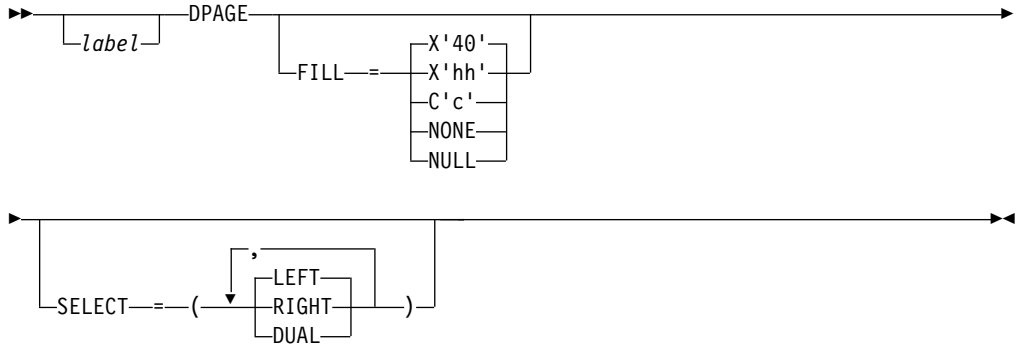 DPAGE
label
X'40'
FILL = X'hh'
C'c'
NONE
NULL
,
LEFT
SELECT = ( RIGHT )
DUAL